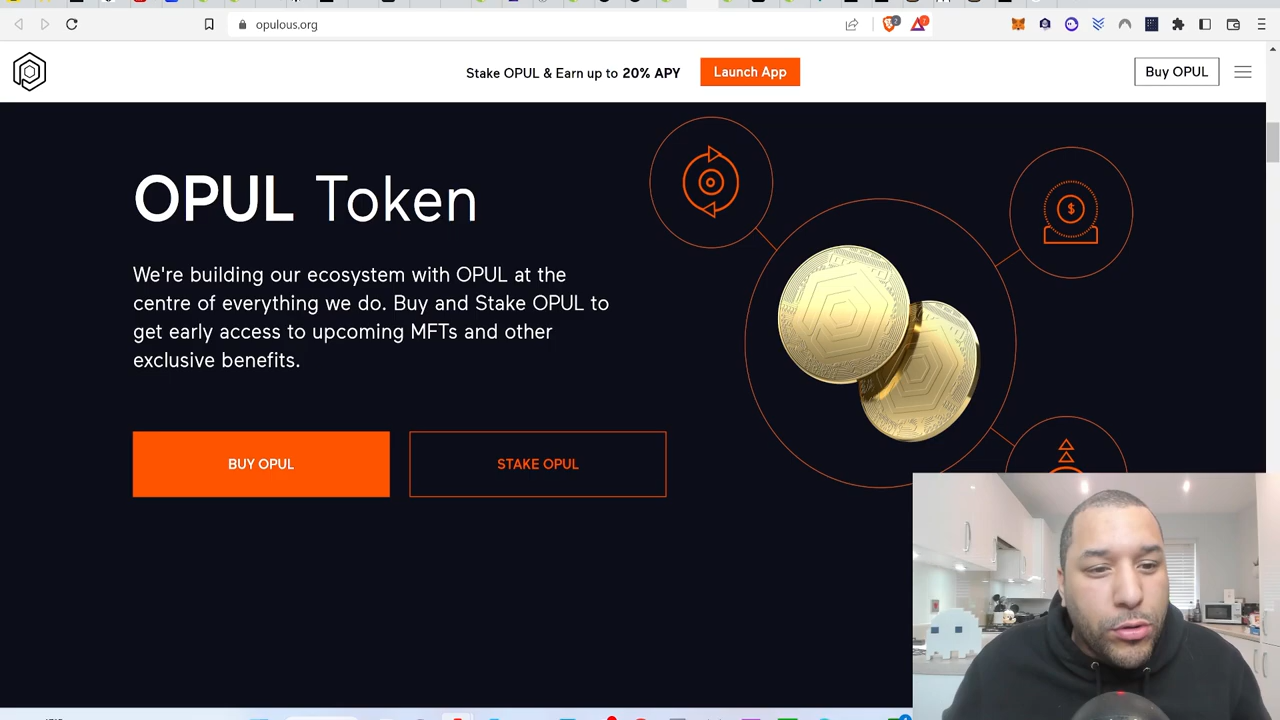 opulous.org
2
Stake OPUL & Earn up to 20% APY
Launch App
Buy OPUL
OPUL Token
We're building our ecosystem with OPUL at the
centre of everything we do. Buy and Stake OPUL to
get early access to upcoming MFTs and other
exclusive benefits.
BUY OPUL
STAKE OPUL
$